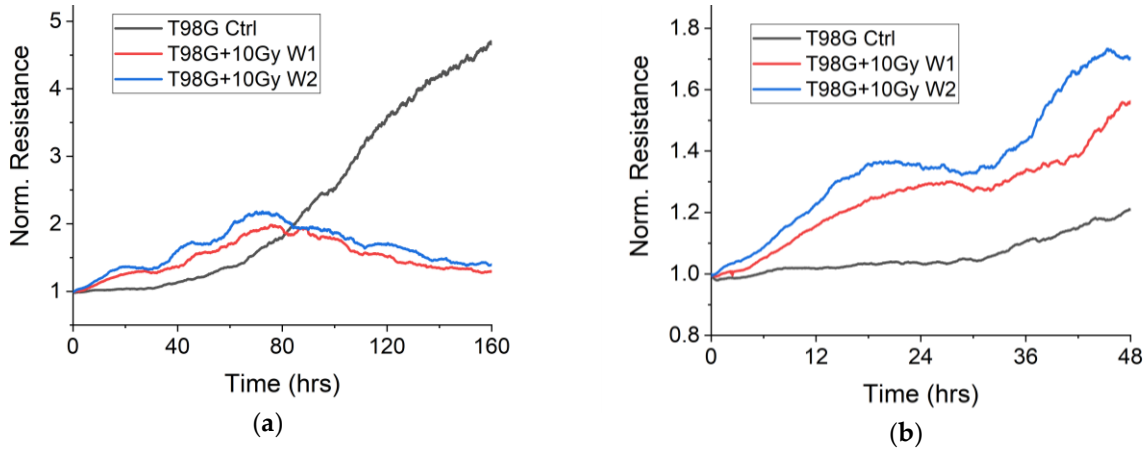 5
4
3
2
1
Norm. Resistance
T98G Ctrl
T98G+10Gy W1
T98G+10Gy W2
0
40
80
120
160
Time (hrs)
(a)
1.8
1.6
1.4
1.2
1.0
0.8
Norm. Resistance
T98G Ctrl
T98G+10Gy W1
T98G+10Gy W2
0
12
24
36
48
Time (hrs)
(b)